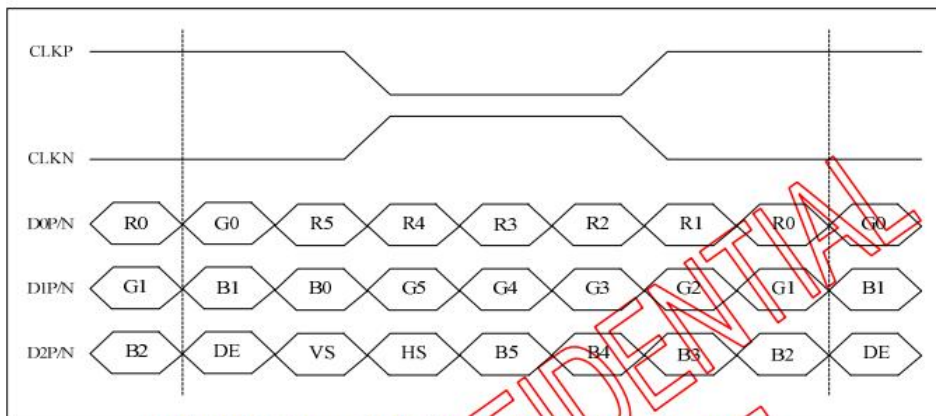 CLKP
CLKN
D0P/N R0 G0 R5 R4 R3 R2 R1 R0 G0
D1P/N G1 B1 B0 G5 G4 G3 G2 G1 B1
D2P/N B2 DE VS HS B5 B4 B3 B2 DE
FIDENTIAL